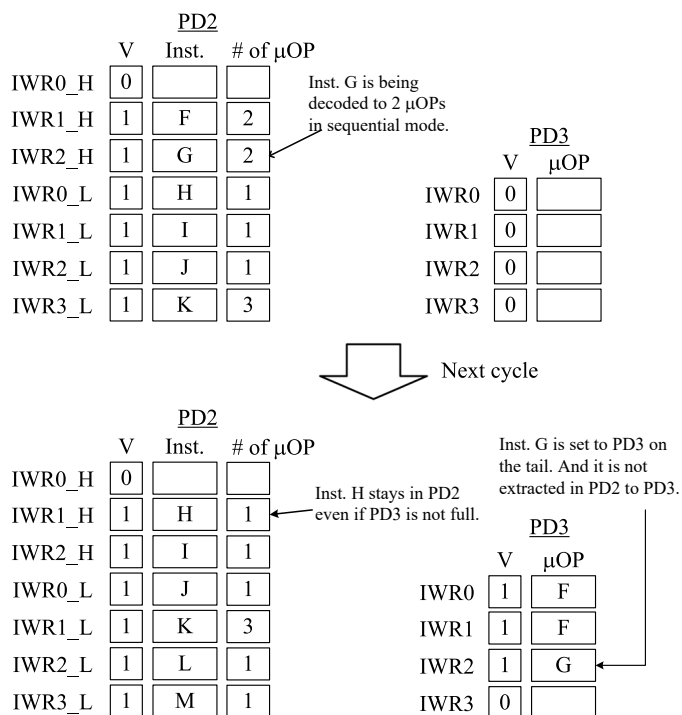 PD2
V Inst. # of μOP
IWR0_H 0
IWR1_H 1 F 2
IWR2_H 1 G 2
IWR0_L 1 H 1
IWR1_L 1 I 1
IWR2_L 1 J 1
IWR3_L 1 K 3
Inst. G is being
decoded to 2 μOPs
in sequential mode.
PD3
V μOP
IWR0 0
IWR1 0
IWR2 0
IWR3 0
Next cycle
PD2
V Inst. # of μOP
IWR0_H 0
IWR1_H 1 H 1
IWR2_H 1 I 1
IWR0_L 1 J 1
IWR1_L 1 K 3
IWR2_L 1 L 1
IWR3_L 1 M 1
Inst. H stays in PD2
even if PD3 is not full.
Inst. G is set to PD3 on
the tail. And it is not
extracted in PD2 to PD3.
PD3
V μOP
IWR0 1 F
IWR1 1 F
IWR2 1 G
IWR3 0